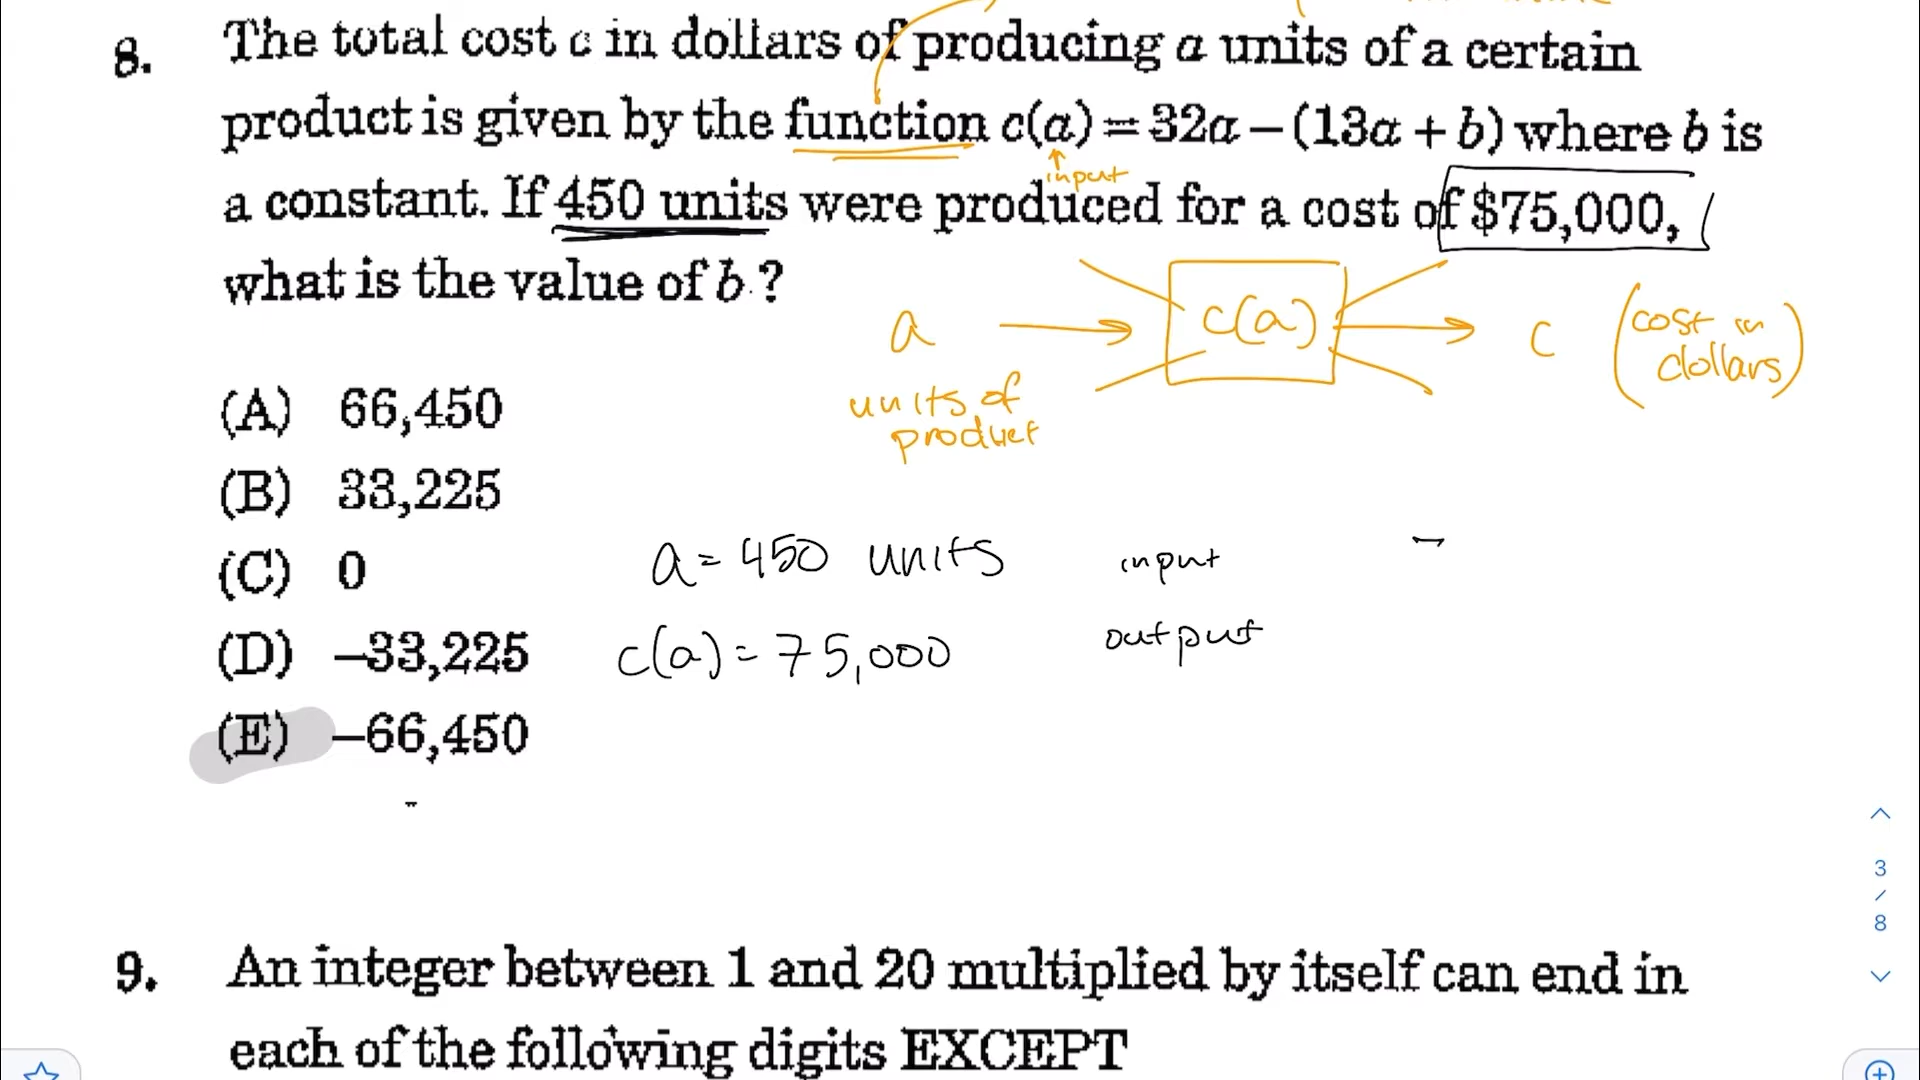 8. The total cost c in dollars of producing a units of a certain
product is given by the function c(a) = 32a – (13a + b) where b is
input
a constant. If 450 units were produced for a cost of $75,000,
what is the value of b ?
a → c(a) → c (cost in dollars)
units of
product
(A) 66,450
(B) 33,225
(C) 0
(D) –33,225
(E) –66,450
a = 450 units input
c(a) = 75,000 output
3
/
8
9. An integer between 1 and 20 multiplied by itself can end in
each of the following digits EXCEPT